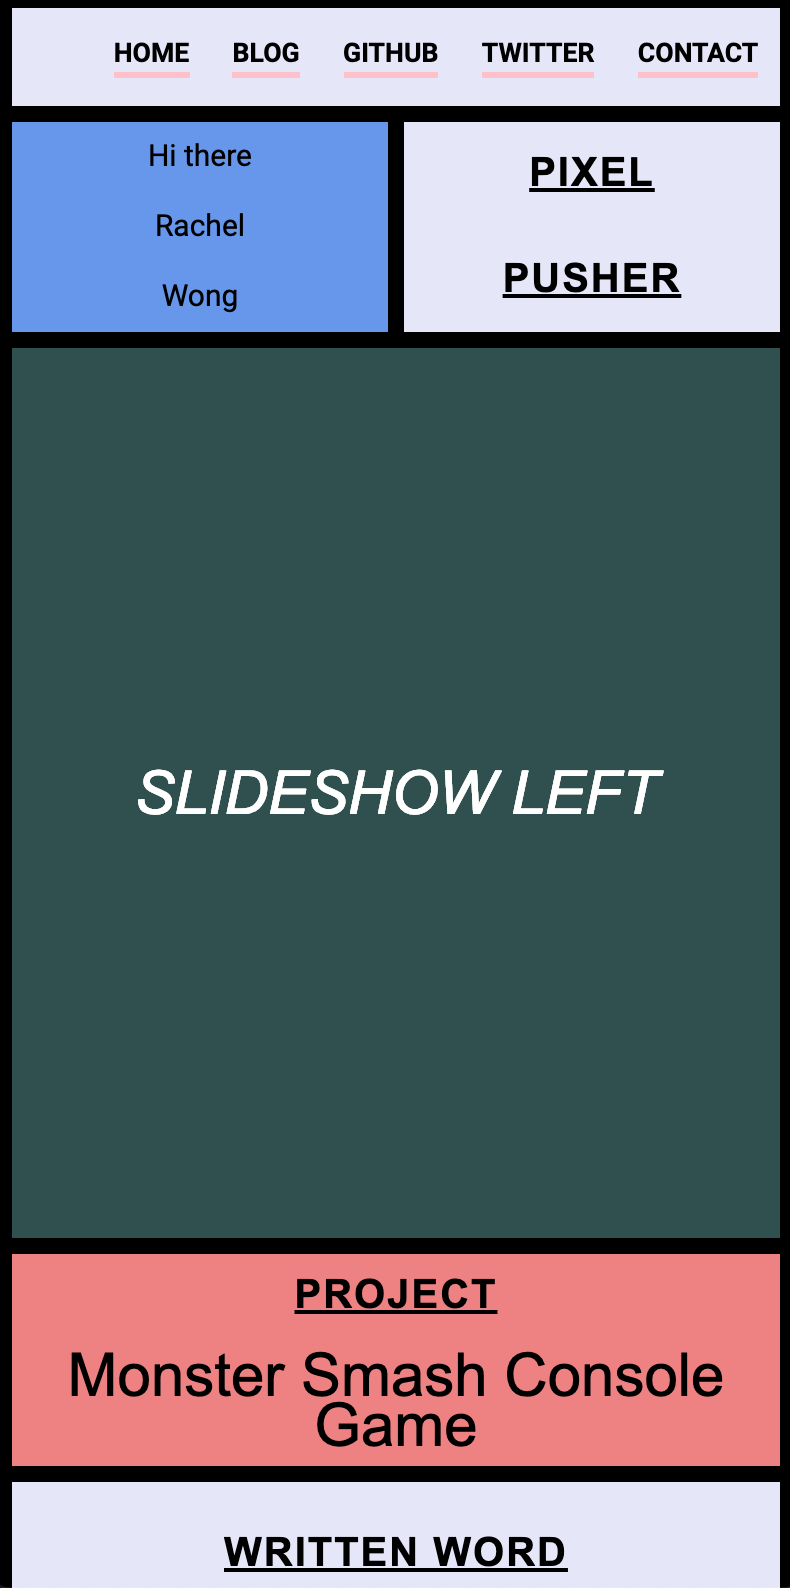 HOME BLOG GITHUB TWITTER CONTACT
Hi there
Rachel
Wong
PIXEL
PUSHER
SLIDESHOW LEFT
PROJECT
Monster Smash Console
Game
WRITTEN WORD